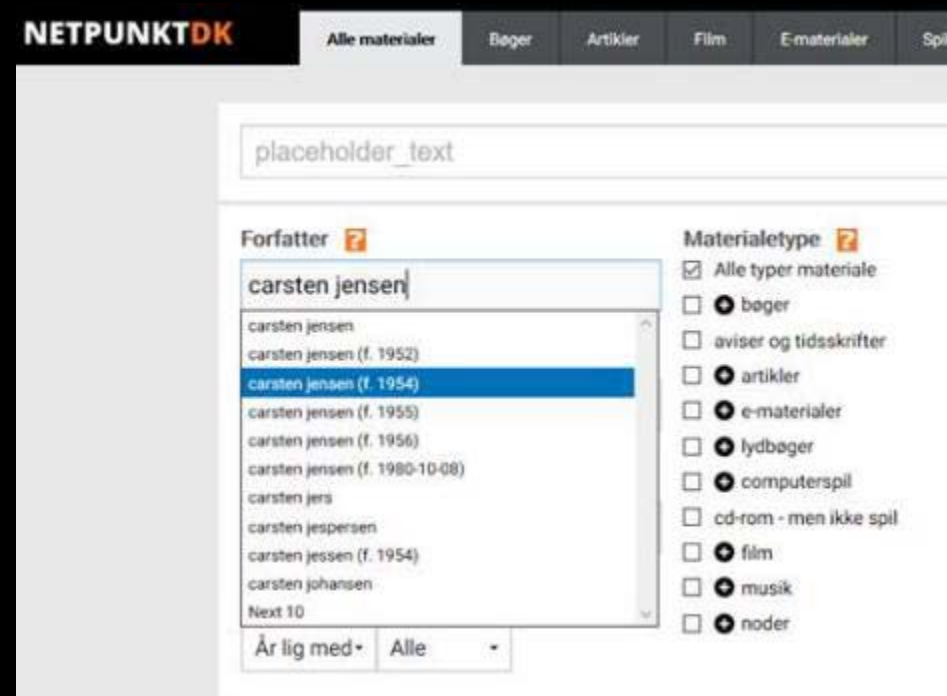 NETPUNKTDK
Alle materialer Bøger Artikler Film E-materialer Spil
placeholder_text
Forfatter ?
carsten jensen
carsten jensen
carsten jensen (f. 1952)
carsten jensen (f. 1954)
carsten jensen (f. 1955)
carsten jensen (f. 1956)
carsten jensen (f. 1980-10-08)
carsten jers
carsten jespersen
carsten jessen (f. 1954)
carsten johansen
Next 10
År lig med Alle
Materialetype ?
Alle typer materiale
bøger
aviser og tidsskrifter
artikler
e-materialer
lydbøger
computerspil
cd-rom - men ikke spil
film
musik
noder